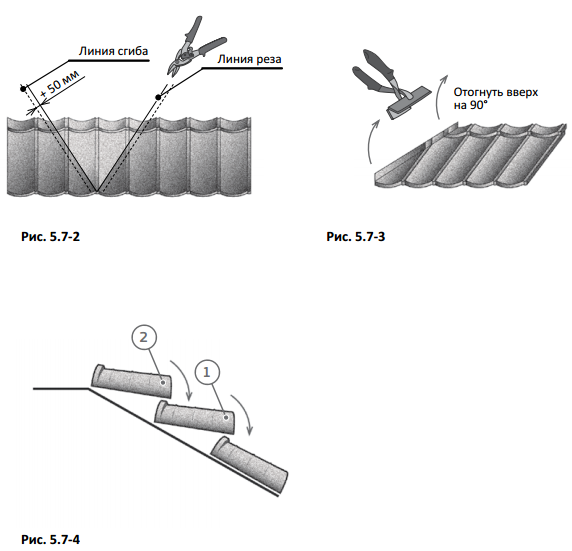 Линия сгиба
Линия реза
+ 50 мм
Отогнуть вверх
на 90°
Рис. 5.7-2
Рис. 5.7-3
2
1
Рис. 5.7-4